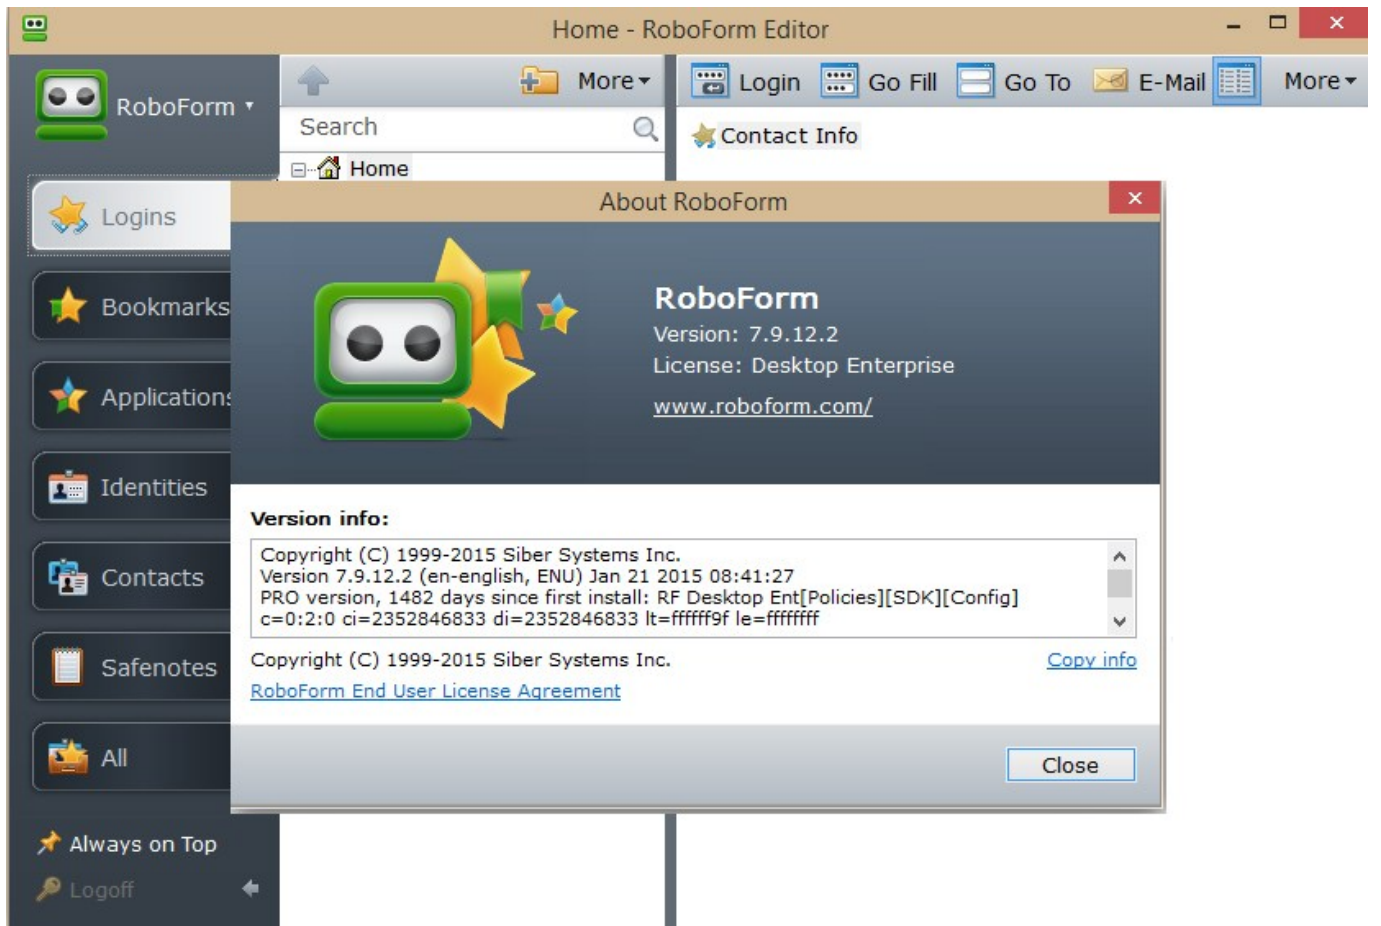 Home - RoboForm Editor
RoboForm
More
Login
Go Fill
Go To
E-Mail
More
Search
Contact Info
Home
Logins
Bookmarks
Applications
Identities
Contacts
Safenotes
All
Always on Top
Logoff
About RoboForm
RoboForm
Version: 7.9.12.2
License: Desktop Enterprise
www.roboform.com/
Version info:
Copyright (C) 1999-2015 Siber Systems Inc.
Version 7.9.12.2 (en-english, ENU) Jan 21 2015 08:41:27
PRO version, 1482 days since first install: RF Desktop Ent[Policies][SDK][Config]
c=0:2:0 ci=2352846833 di=2352846833 lt=ffffff9f le=ffffffff
Copyright (C) 1999-2015 Siber Systems Inc.
Copy info
RoboForm End User License Agreement
Close